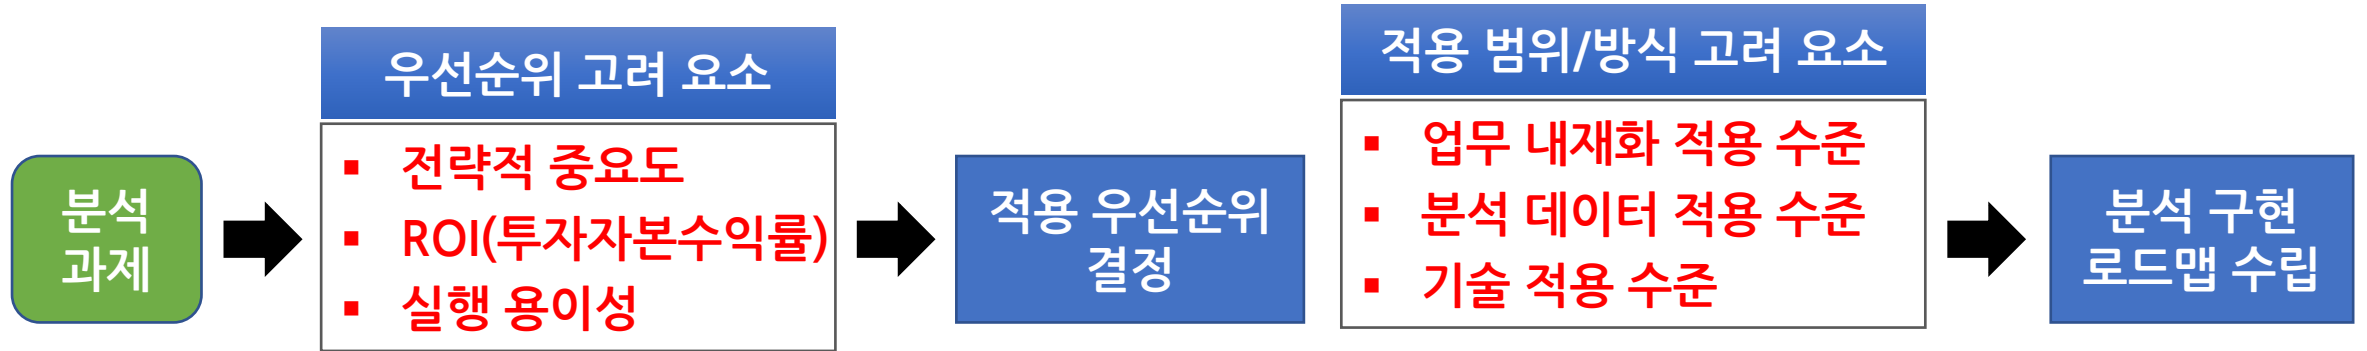 분석
과제
우선순위 고려 요소
▪ 전략적 중요도
▪ ROI(투자자본수익률)
▪ 실행 용이성
적용 우선순위
결정
적용 범위/방식 고려 요소
▪ 업무 내재화 적용 수준
▪ 분석 데이터 적용 수준
▪ 기술 적용 수준
분석 구현
로드맵 수립